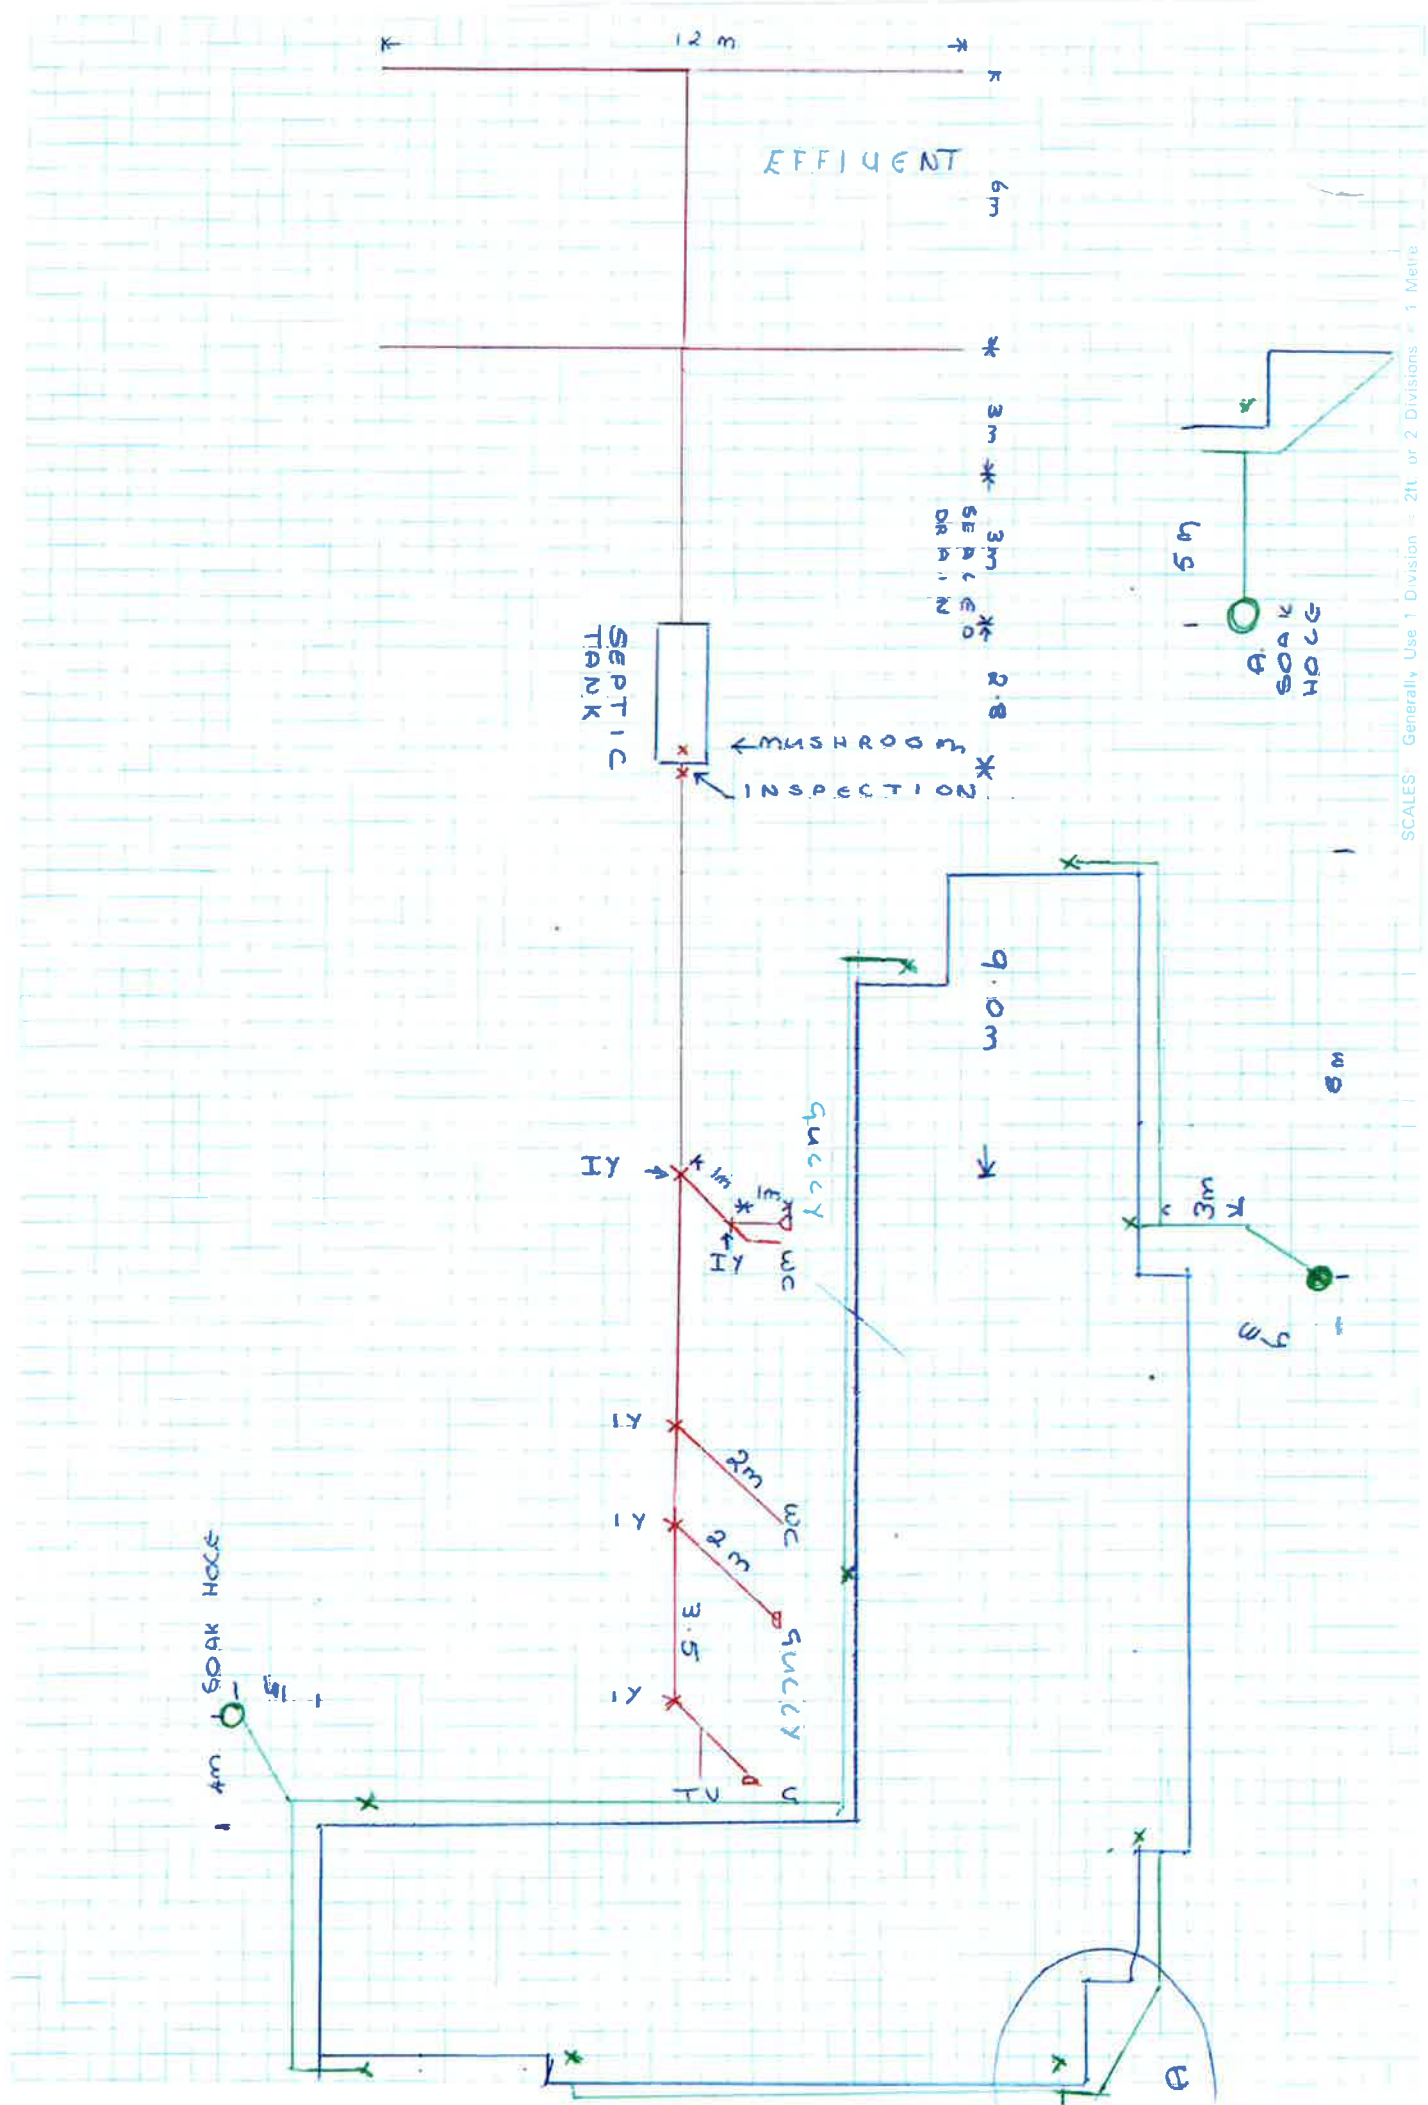 12 m
EFFLUENT
6m
3m
3m
SEALED
DRAIN
2.8
5m
A
SOAK
HOLE
SEPTIC
TANK
MUSHROOM
INSPECTION
9.0m
8m
GULLY
IY
1m
1m
IY
WC
3m
IY
2m
WC
IY
2m
3.5
GULLY
SOAK HOLE
IY
4m
TV
G
A
SCALES: Generally Use 1 Division 2ft. or 2 Divisions = 1 Metre